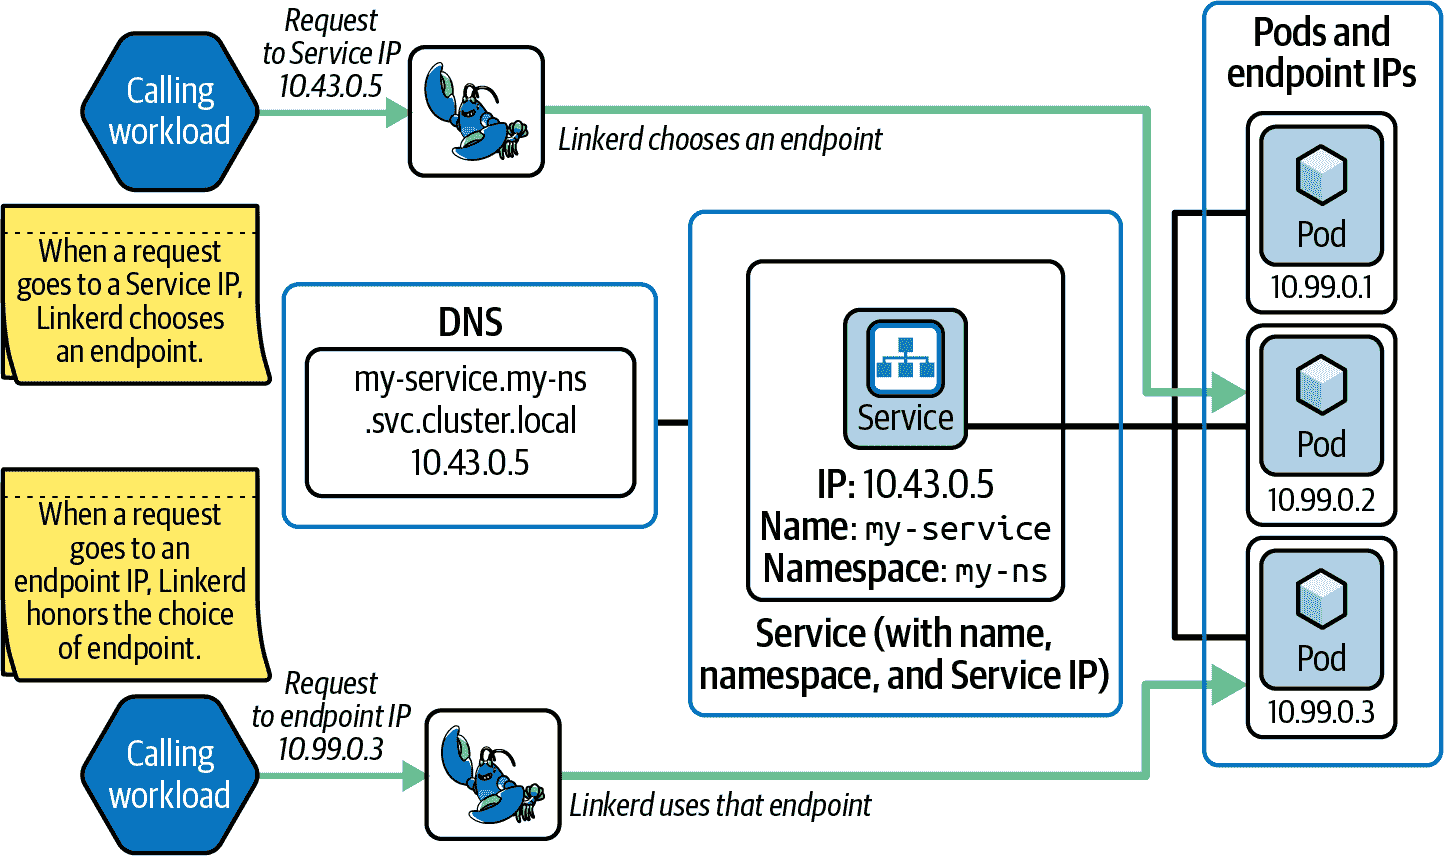 Request
to Service IP
10.43.0.5
Calling
workload
Linkerd chooses an endpoint
When a request
goes to a Service IP,
Linkerd chooses
an endpoint.
DNS
my-service.my-ns
.svc.cluster.local
10.43.0.5
Service
IP: 10.43.0.5
Name: my-service
Namespace: my-ns
Service (with name,
namespace, and Service IP)
Pods and
endpoint IPs
Pod
10.99.0.1
Pod
10.99.0.2
Pod
10.99.0.3
When a request
goes to an
endpoint IP, Linkerd
honors the choice
of endpoint.
Request
to endpoint IP
10.99.0.3
Calling
workload
Linkerd uses that endpoint